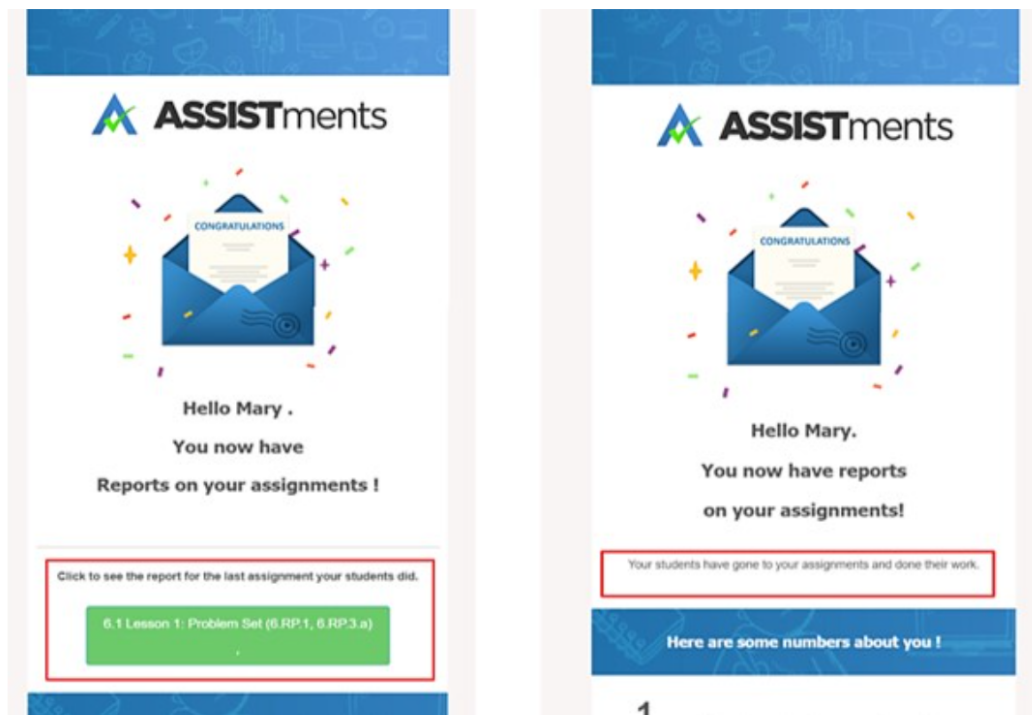 ASSISTments
CONGRATULATIONS
Hello Mary .
You now have
Reports on your assignments !
Click to see the report for the last assignment your students did.
6.1 Lesson 1: Problem Set (6.RP.1, 6.RP.3.a)
,
ASSISTments
CONGRATULATIONS
Hello Mary.
You now have reports
on your assignments!
Your students have gone to your assignments and done their work.
Here are some numbers about you !
1